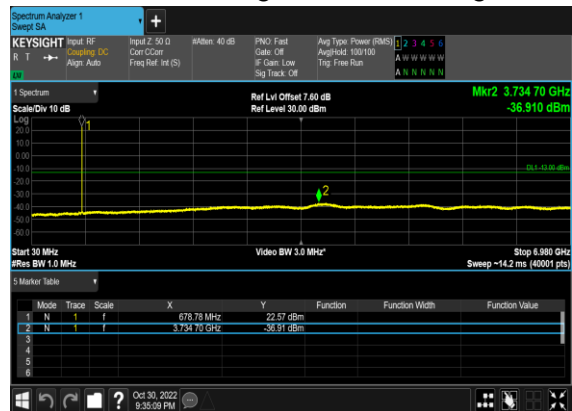 Spectrum Analyzer 1
Swept SA
+
KEYSIGHT Input: RF Input Z: 50 Ω #Atten: 40 dB PNO: Fast Avg Type: Power (RMS) 1 2 3 4 5 6
R T Coupling: DC Corr CCorr Gate: Off Avg|Hold: 100/100 A W W W W W
Align: Auto Freq Ref: Int (S) IF Gain: Low Trig: Free Run
Sig Track: Off A N N N N N
1 Spectrum
Ref Lvl Offset 7.60 dB Mkr2 3.734 70 GHz
Scale/Div 10 dB Ref Level 30.00 dBm -36.910 dBm
Log
20.0
1
10.0
0.00
-10.0
DL1 -13.00 dBm
-20.0
-30.0
2
-40.0
-50.0
-60.0
Start 30 MHz Video BW 3.0 MHz* Stop 6.980 GHz
#Res BW 1.0 MHz Sweep ~14.2 ms (40001 pts)
5 Marker Table
Mode Trace Scale X Y Function Function Width Function Value
1 N 1 f 678.78 MHz 22.57 dBm
2 N 1 f 3.734 70 GHz -36.91 dBm
3
4
5
6
? Oct 30, 2022
9:35:09 PM